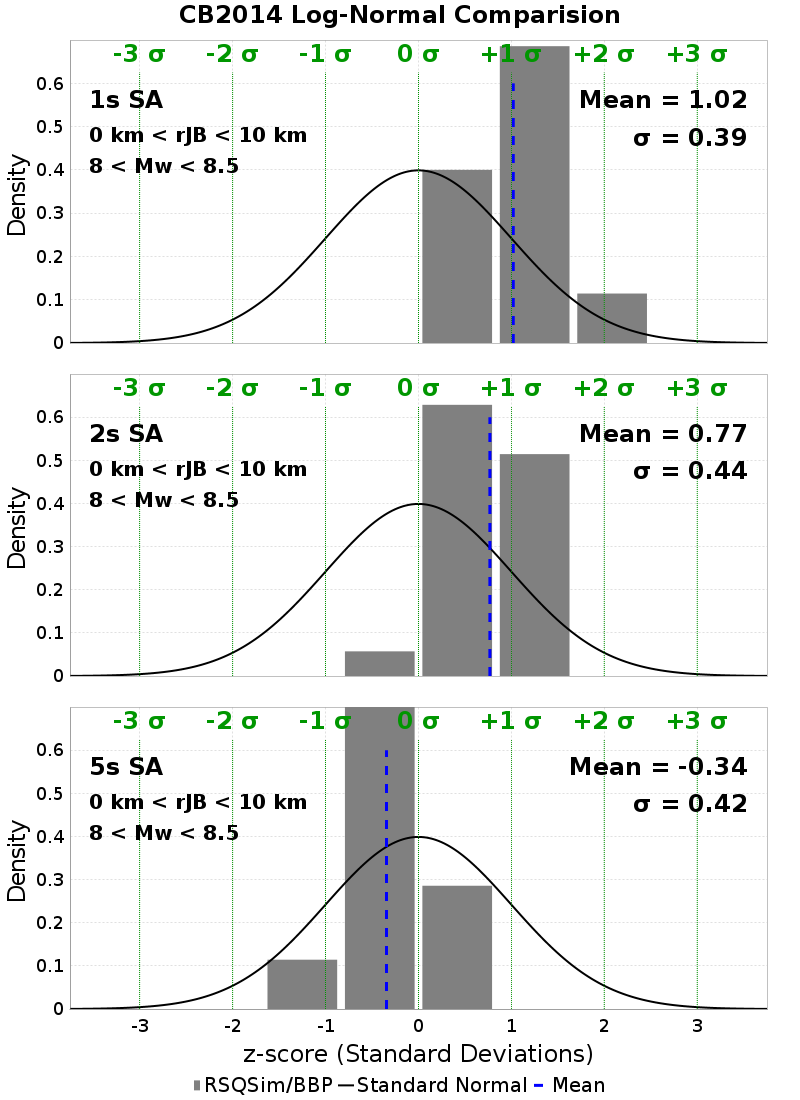 CB2014 Log-Normal Comparision
-3 σ -2 σ -1 σ 0 σ +1 σ +2 σ +3 σ
1s SA
0 km < rJB < 10 km
8 < Mw < 8.5
Mean = 1.02
σ = 0.39
Density
0.6
0.5
0.4
0.3
0.2
0.1
0
-3 σ -2 σ -1 σ 0 σ +1 σ +2 σ +3 σ
2s SA
0 km < rJB < 10 km
8 < Mw < 8.5
Mean = 0.77
σ = 0.44
Density
0.6
0.5
0.4
0.3
0.2
0.1
0
-3 σ -2 σ -1 σ 0 σ +1 σ +2 σ +3 σ
5s SA
0 km < rJB < 10 km
8 < Mw < 8.5
Mean = -0.34
σ = 0.42
Density
0.6
0.5
0.4
0.3
0.2
0.1
0
-3 -2 -1 0 1 2 3
z-score (Standard Deviations)
RSQSim/BBP Standard Normal Mean